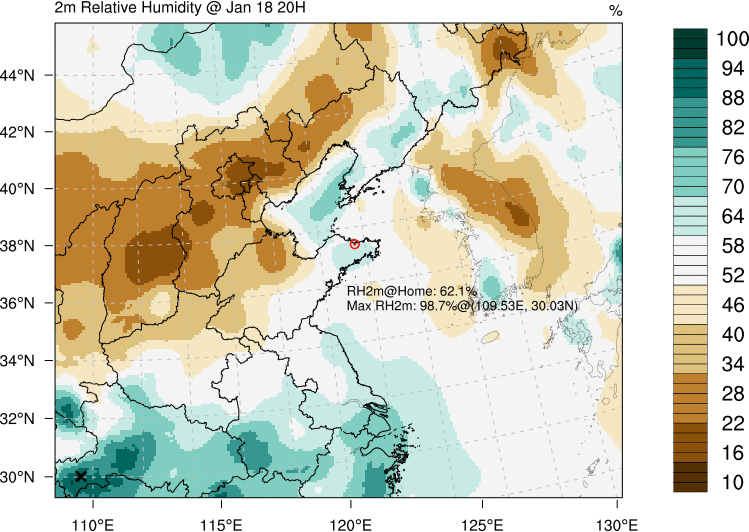 2m Relative Humidity @ Jan 18 20H
%
44°N
42°N
40°N
38°N
36°N
34°N
32°N
30°N
RH2m@Home: 62.1%
Max RH2m: 98.7%@(109.53E, 30.03N)
110°E 115°E 120°E 125°E 130°E
100
94
88
82
76
70
64
58
52
46
40
34
28
22
16
10